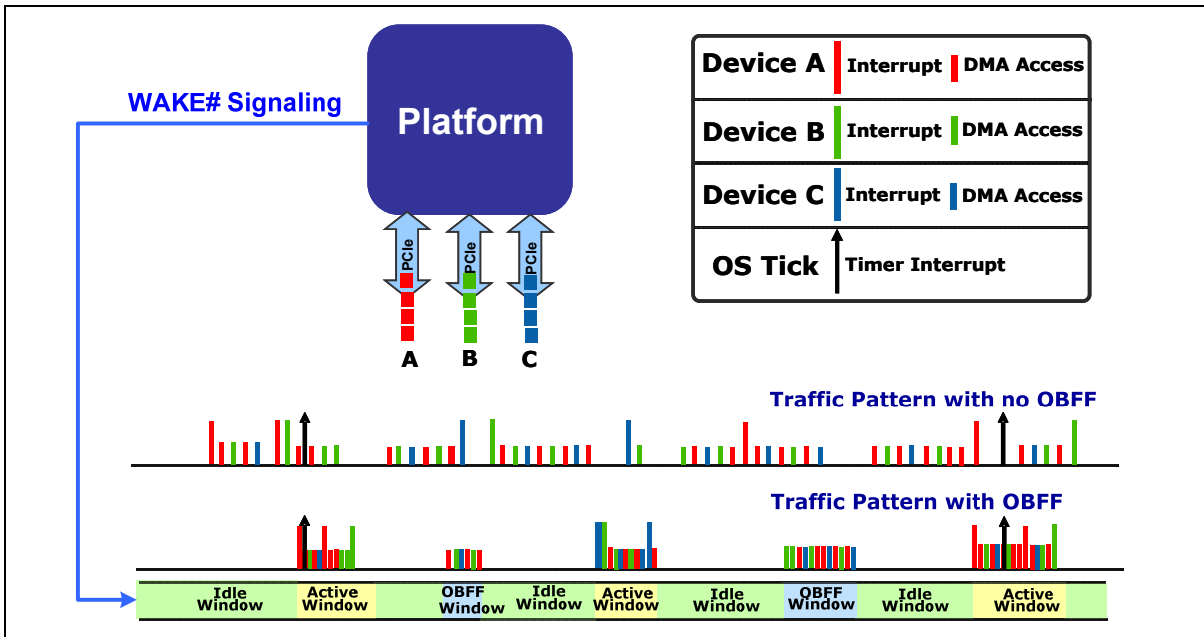 WAKE# Signaling
Platform
Device A Interrupt DMA Access
Device B Interrupt DMA Access
Device C Interrupt DMA Access
OS Tick Timer Interrupt
PCIe PCIe PCIe
A B C
Traffic Pattern with no OBFF
Traffic Pattern with OBFF
Idle Window
Active Window
OBFF Window
Idle Window
Active Window
Idle Window
OBFF Window
Idle Window
Active Window